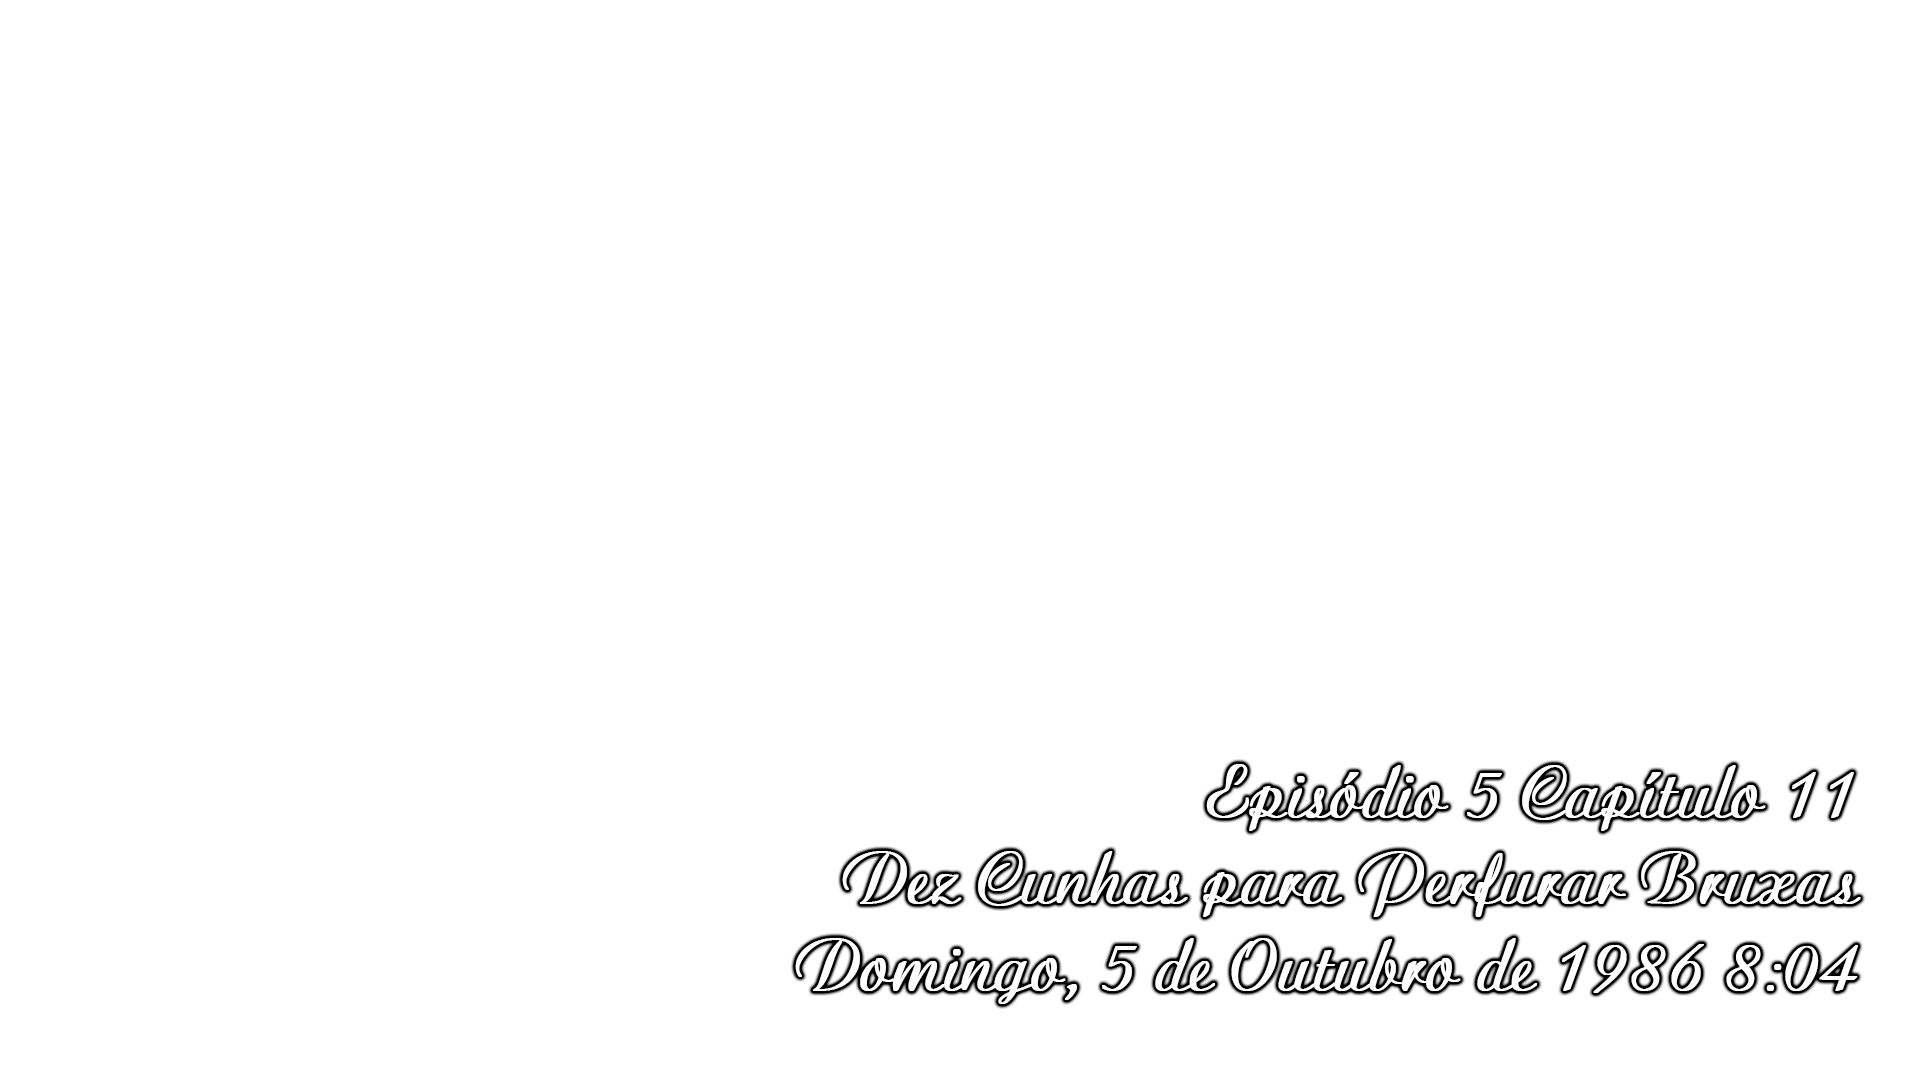 Episódio 5 Capítulo 11
Dez Cunhas para Perfurar Bruxas
Domingo, 5 de Outubro de 1986 8:04